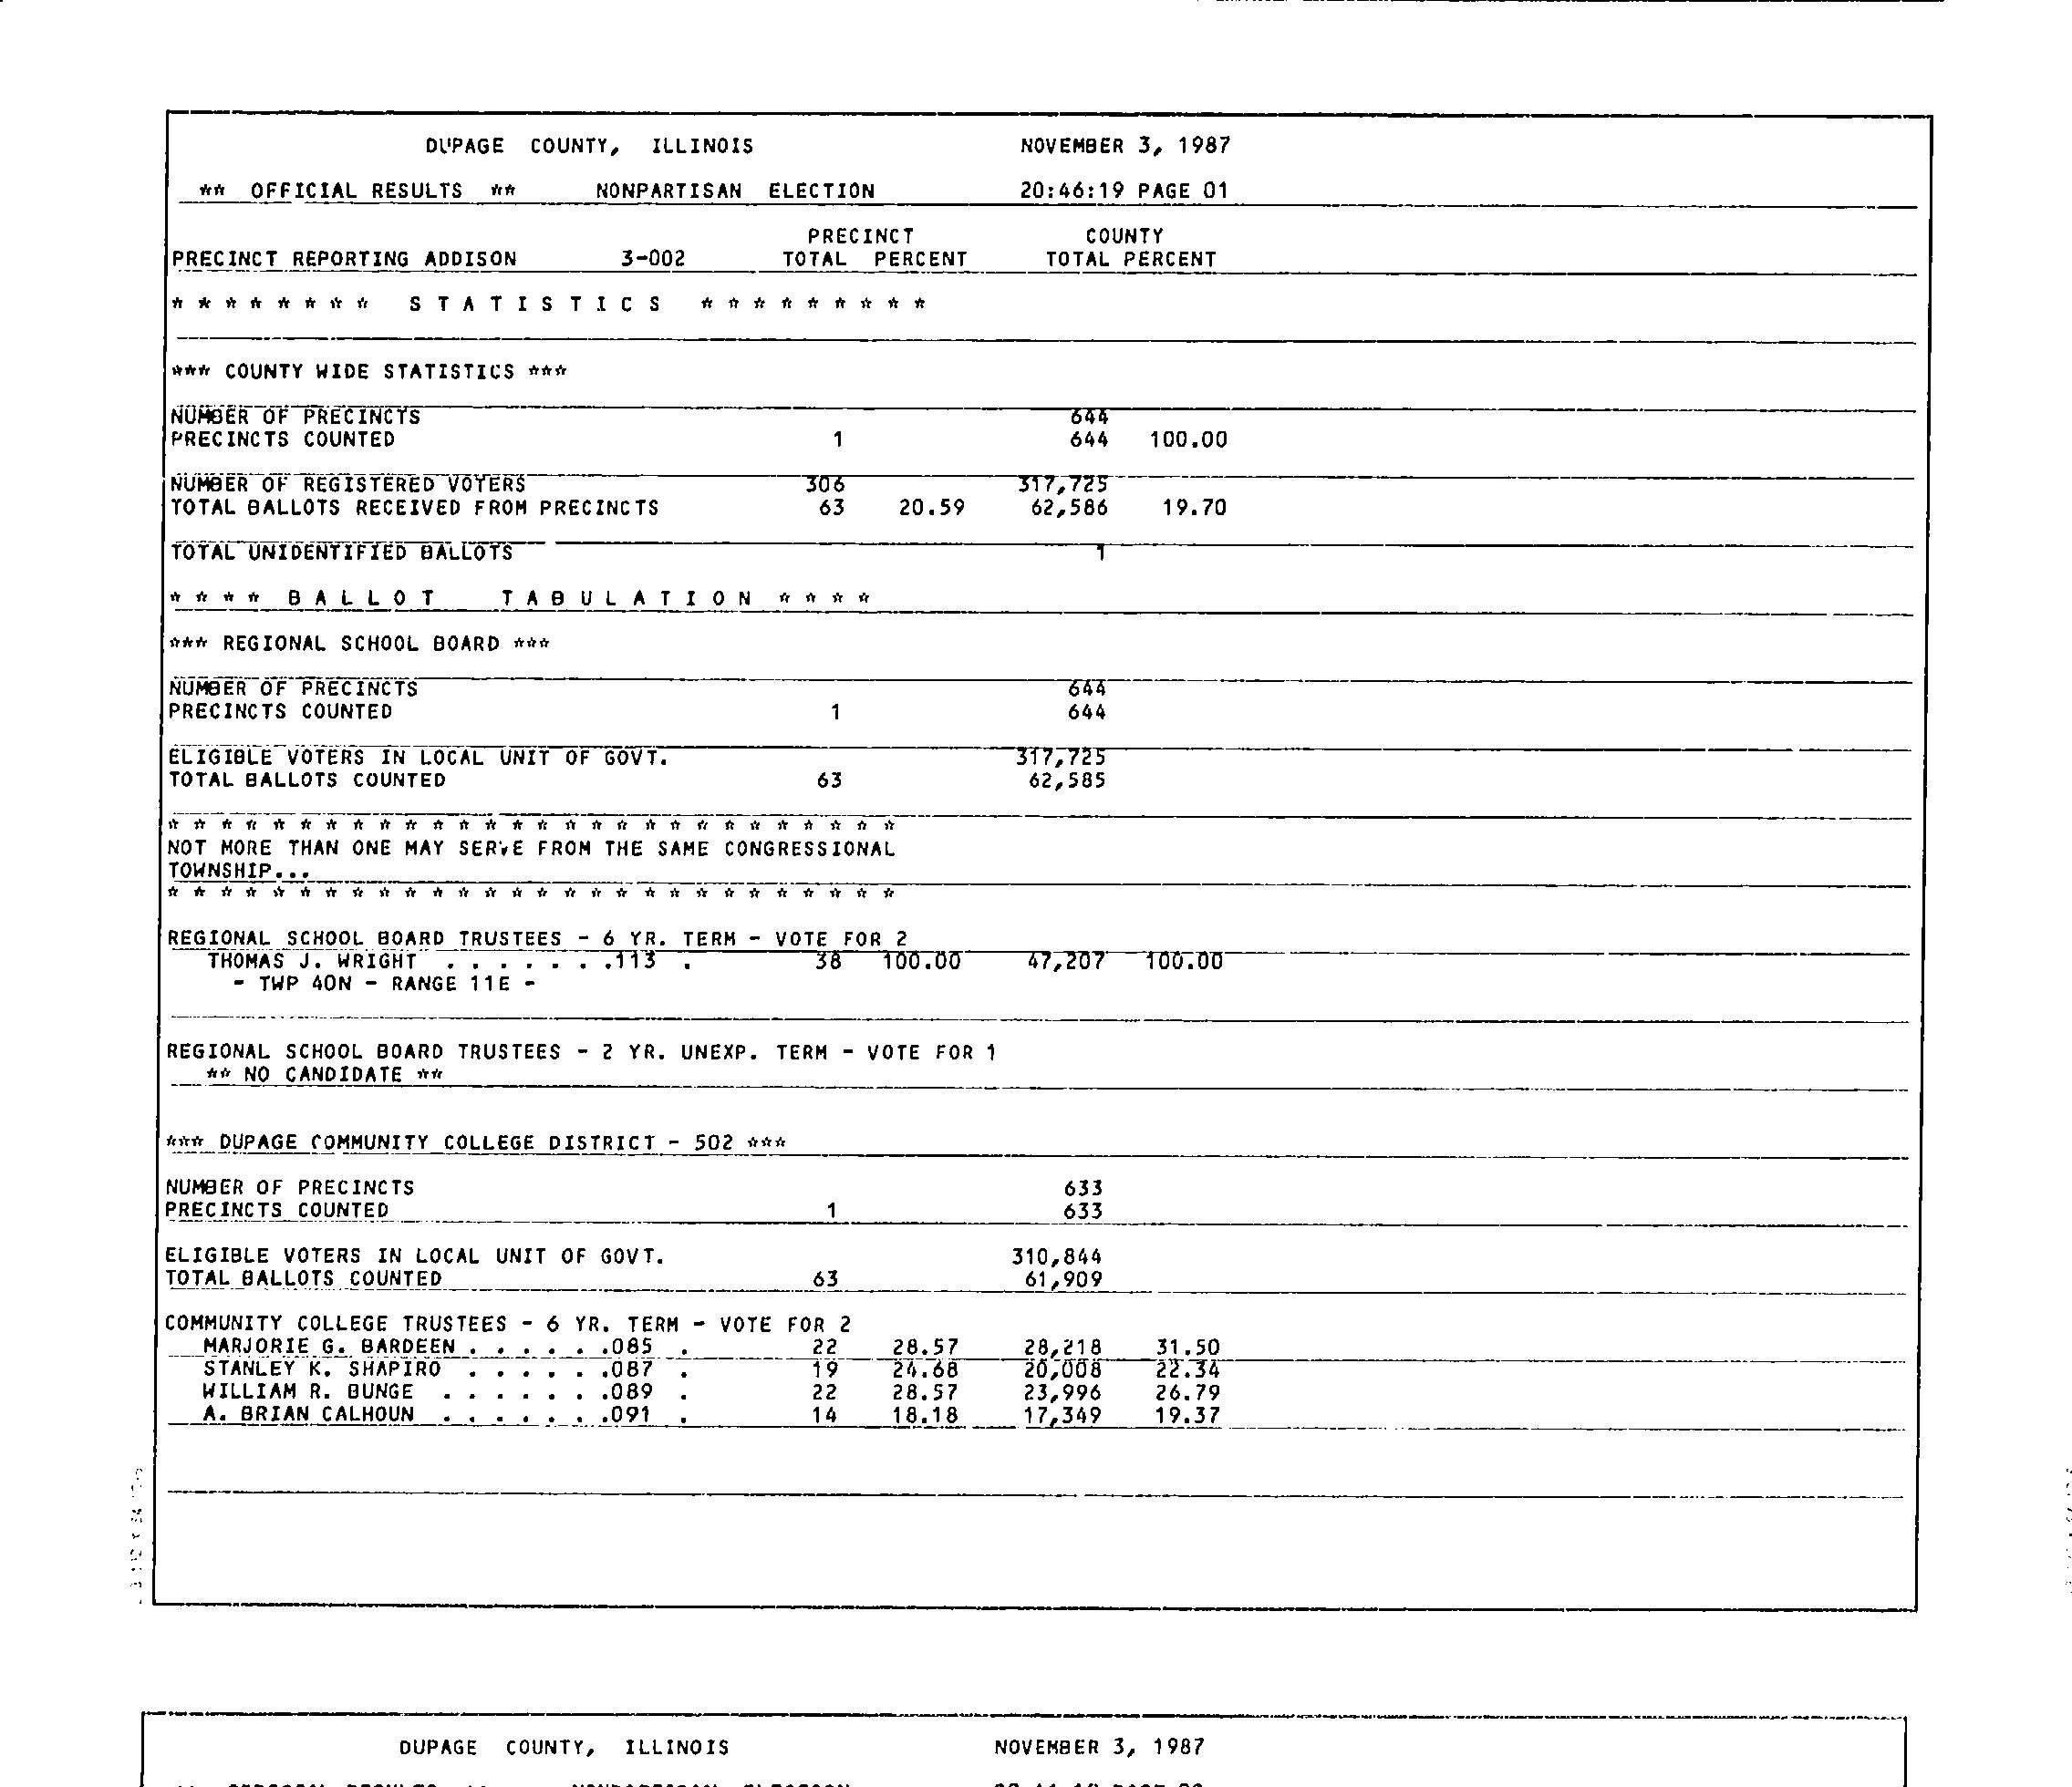 DUPAGE COUNTY, ILLINOIS NOVEMBER 3, 1987
** OFFICIAL RESULTS ** NONPARTISAN ELECTION 20:46:19 PAGE 01
PRECINCT COUNTY
PRECINCT REPORTING ADDISON 3-002 TOTAL PERCENT TOTAL PERCENT
* * * * * * * * S T A T I S T I C S * * * * * * * * *
*** COUNTY WIDE STATISTICS ***
NUMBER OF PRECINCTS 644
PRECINCTS COUNTED 1 644 100.00
NUMBER OF REGISTERED VOTERS 306 317,725
TOTAL BALLOTS RECEIVED FROM PRECINCTS 63 20.59 62,586 19.70
TOTAL UNIDENTIFIED BALLOTS 1
* * * * B A L L O T T A B U L A T I O N * * * *
*** REGIONAL SCHOOL BOARD ***
NUMBER OF PRECINCTS 644
PRECINCTS COUNTED 1 644
ELIGIBLE VOTERS IN LOCAL UNIT OF GOVT. 317,725
TOTAL BALLOTS COUNTED 63 62,585
* * * * * * * * * * * * * * * * * * * * * * * * * * * *
NOT MORE THAN ONE MAY SERVE FROM THE SAME CONGRESSIONAL
TOWNSHIP...
* * * * * * * * * * * * * * * * * * * * * * * * * * * *
REGIONAL SCHOOL BOARD TRUSTEES - 6 YR. TERM - VOTE FOR 2
THOMAS J. WRIGHT . . . . . . .113 . 38 100.00 47,207 100.00
- TWP 40N - RANGE 11E -
REGIONAL SCHOOL BOARD TRUSTEES - 2 YR. UNEXP. TERM - VOTE FOR 1
** NO CANDIDATE **
*** DUPAGE COMMUNITY COLLEGE DISTRICT - 502 ***
NUMBER OF PRECINCTS 633
PRECINCTS COUNTED 1 633
ELIGIBLE VOTERS IN LOCAL UNIT OF GOVT. 310,844
TOTAL BALLOTS COUNTED 63 61,909
COMMUNITY COLLEGE TRUSTEES - 6 YR. TERM - VOTE FOR 2
MARJORIE G. BARDEEN . . . . . .085 . 22 28.57 28,218 31.50
STANLEY K. SHAPIRO . . . . . .087 . 19 24.68 20,008 22.34
WILLIAM R. BUNGE . . . . . . .089 . 22 28.57 23,996 26.79
A. BRIAN CALHOUN . . . . . . .091 . 14 18.18 17,349 19.37
DUPAGE COUNTY, ILLINOIS NOVEMBER 3, 1987